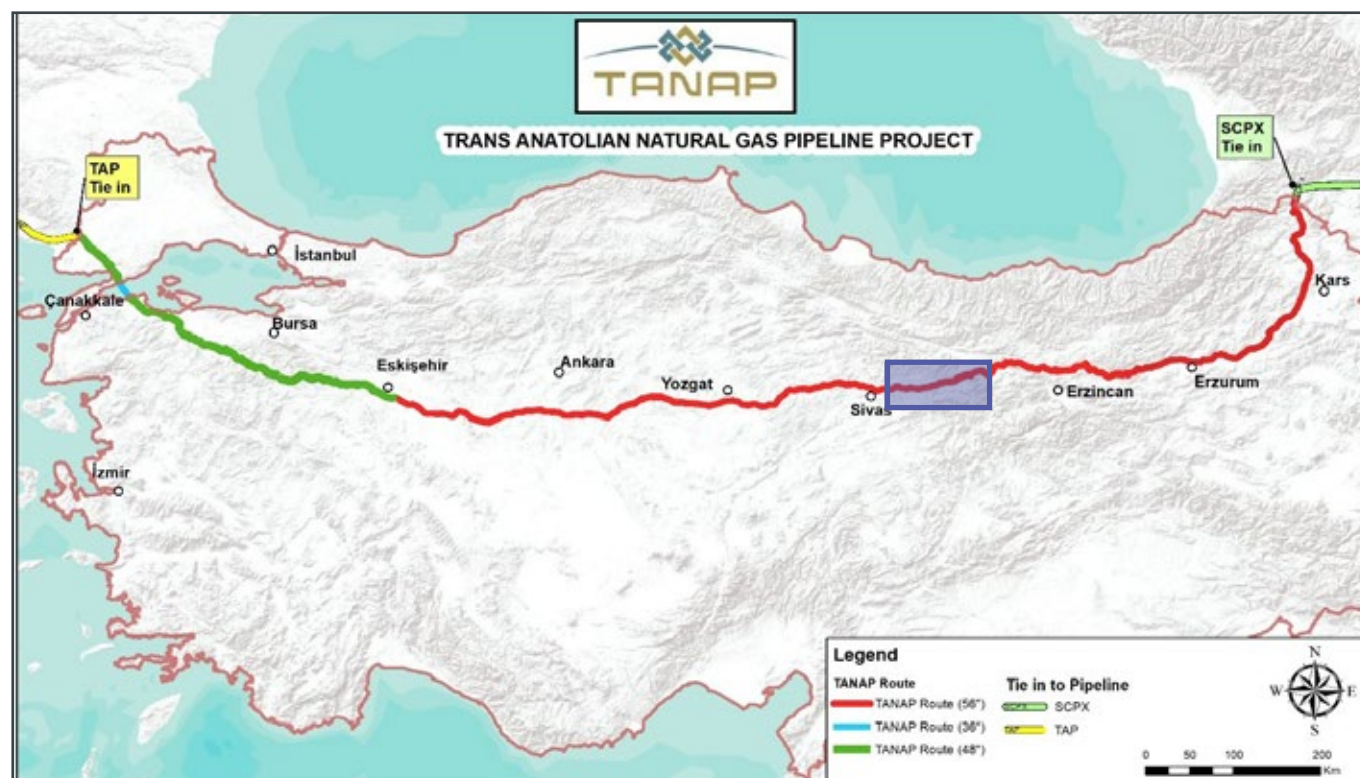 TANAP
TRANS ANATOLIAN NATURAL GAS PIPELINE PROJECT
SCPX
Tie in
TAP
Tie in
İstanbul
Kars
Çanakkale
Bursa
Eskişehir
Ankara
Yozgat
Sivas
Erzincan
Erzurum
İzmir
Legend
TANAP Route
TANAP Route (56")
TANAP Route (36")
TANAP Route (48")
Tie in to Pipeline
SCPX SCPX
TAP TAP
N
W E
S
0 50 100 200
Km